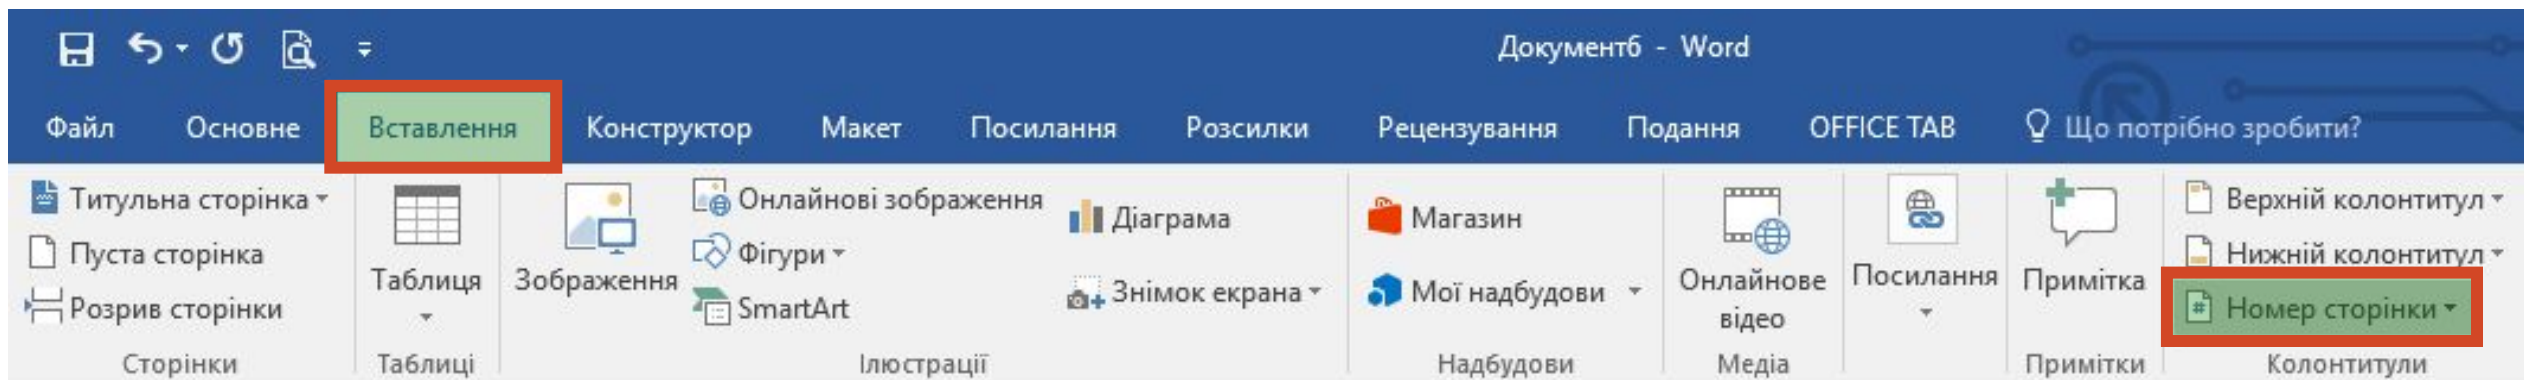 Документ6 - Word
Файл Основне Вставлення Конструктор Макет Посилання Розсилки Рецензування Подання OFFICE TAB Що потрібно зробити?
Титульна сторінка
Пуста сторінка
Розрив сторінки
Сторінки
Таблиця
Таблиці
Зображення
Онлайнові зображення
Фігури
SmartArt
Діаграма
Знімок екрана
Ілюстрації
Магазин
Мої надбудови
Надбудови
Онлайнове
відео
Медіа
Посилання
Примітка
Примітки
Верхній колонтитул
Нижній колонтитул
# Номер сторінки
Колонтитули